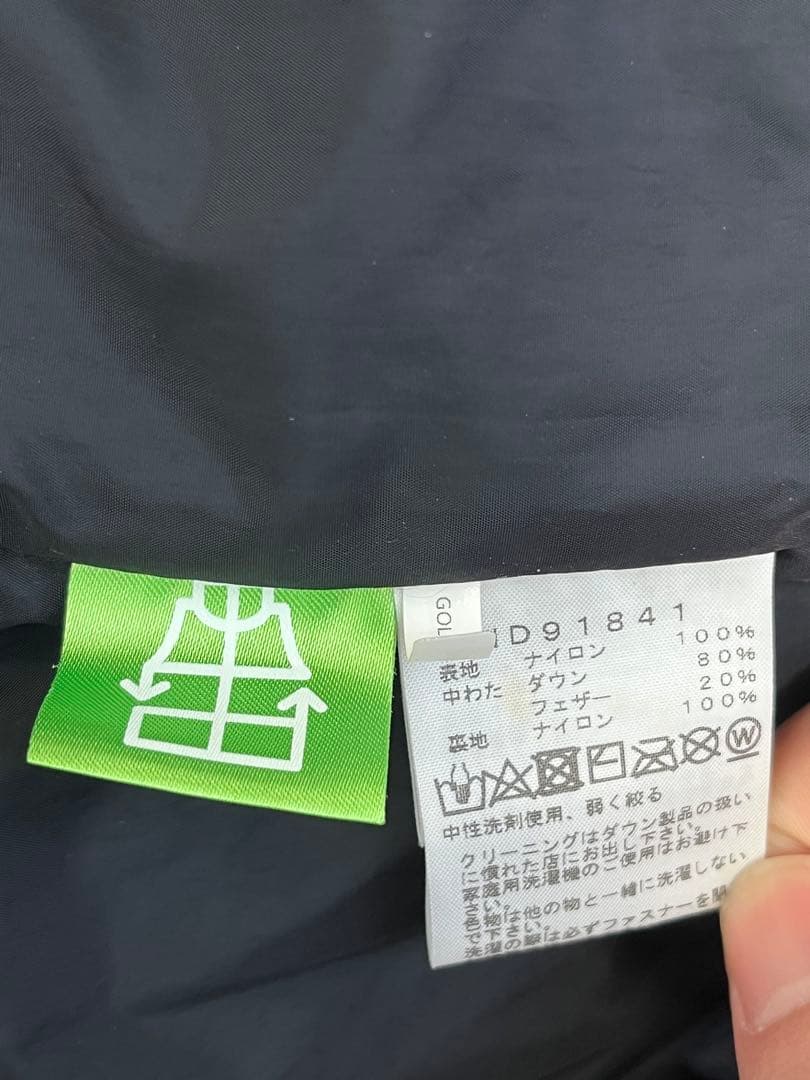 GOL
D91841
表地 ナイロン 100%
中わた ダウン 80%
フェザー 20%
裏地 ナイロン 100%
W
中性洗剤使用、弱く絞る
クリーニングはダウン製品の扱い
に慣れた店にお出し下さい。
家庭用洗濯機のご使用はお避け下
さい。
色物は他の物と一緒に洗濯しない
で下さい。
洗濯の際は必ずファスナーを